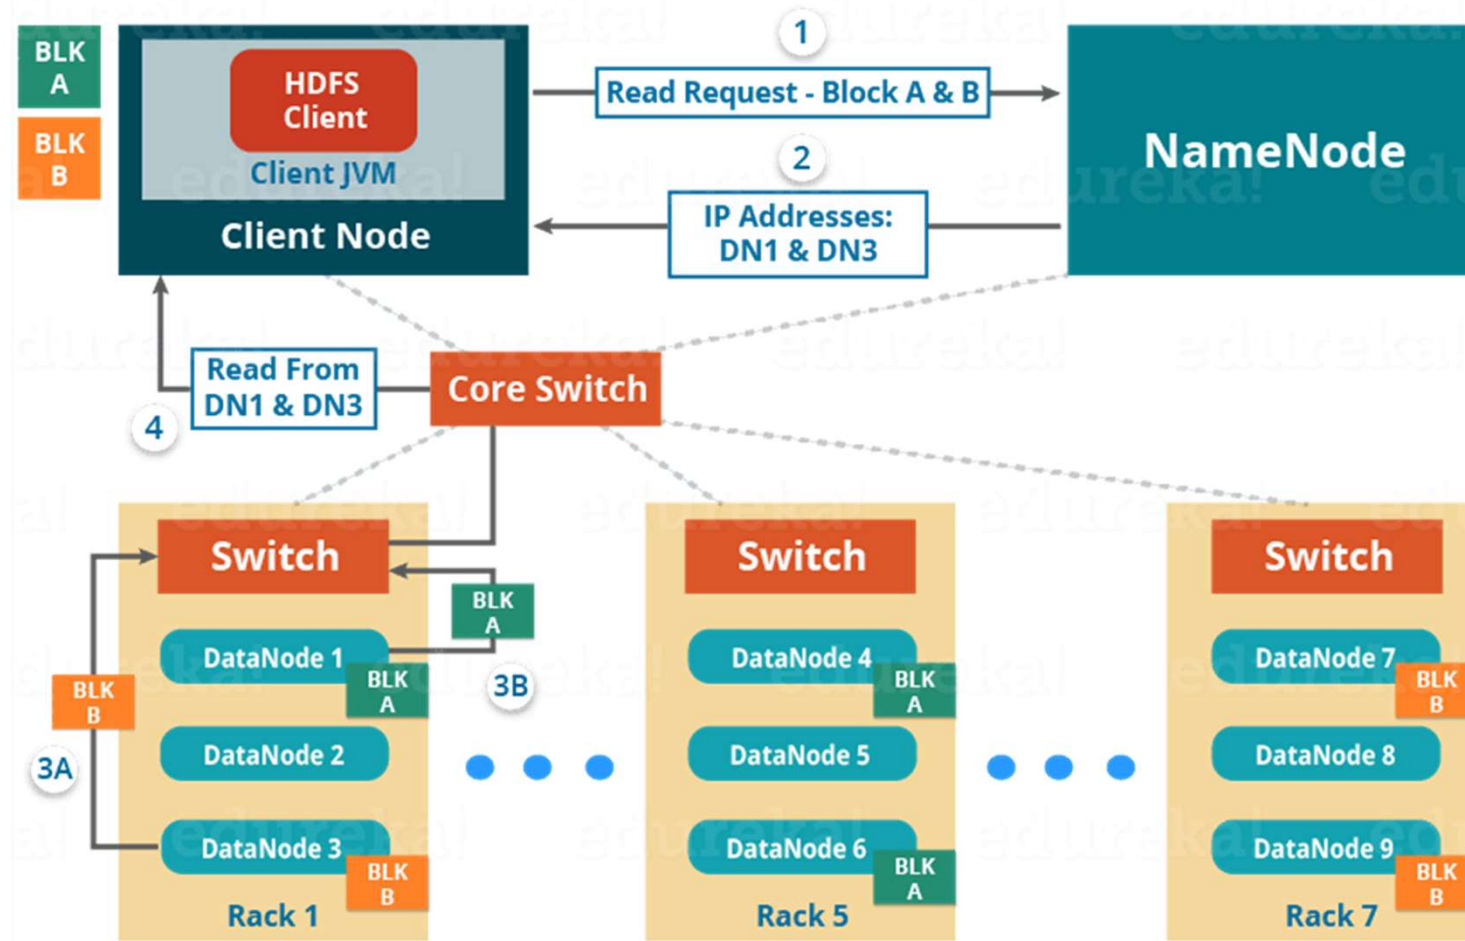 BLK
A
BLK
B
HDFS
Client
Client JVM
Client Node
1
Read Request - Block A & B
2
IP Addresses:
DN1 & DN3
NameNode
Read From
DN1 & DN3
4
Core Switch
Switch
BLK
A
DataNode 1
BLK
A
3B
BLK
B
3A
DataNode 2
DataNode 3
BLK
B
Rack 1
Switch
DataNode 4
BLK
A
DataNode 5
DataNode 6
BLK
A
Rack 5
Switch
DataNode 7
BLK
B
DataNode 8
DataNode 9
BLK
B
Rack 7
edureka!